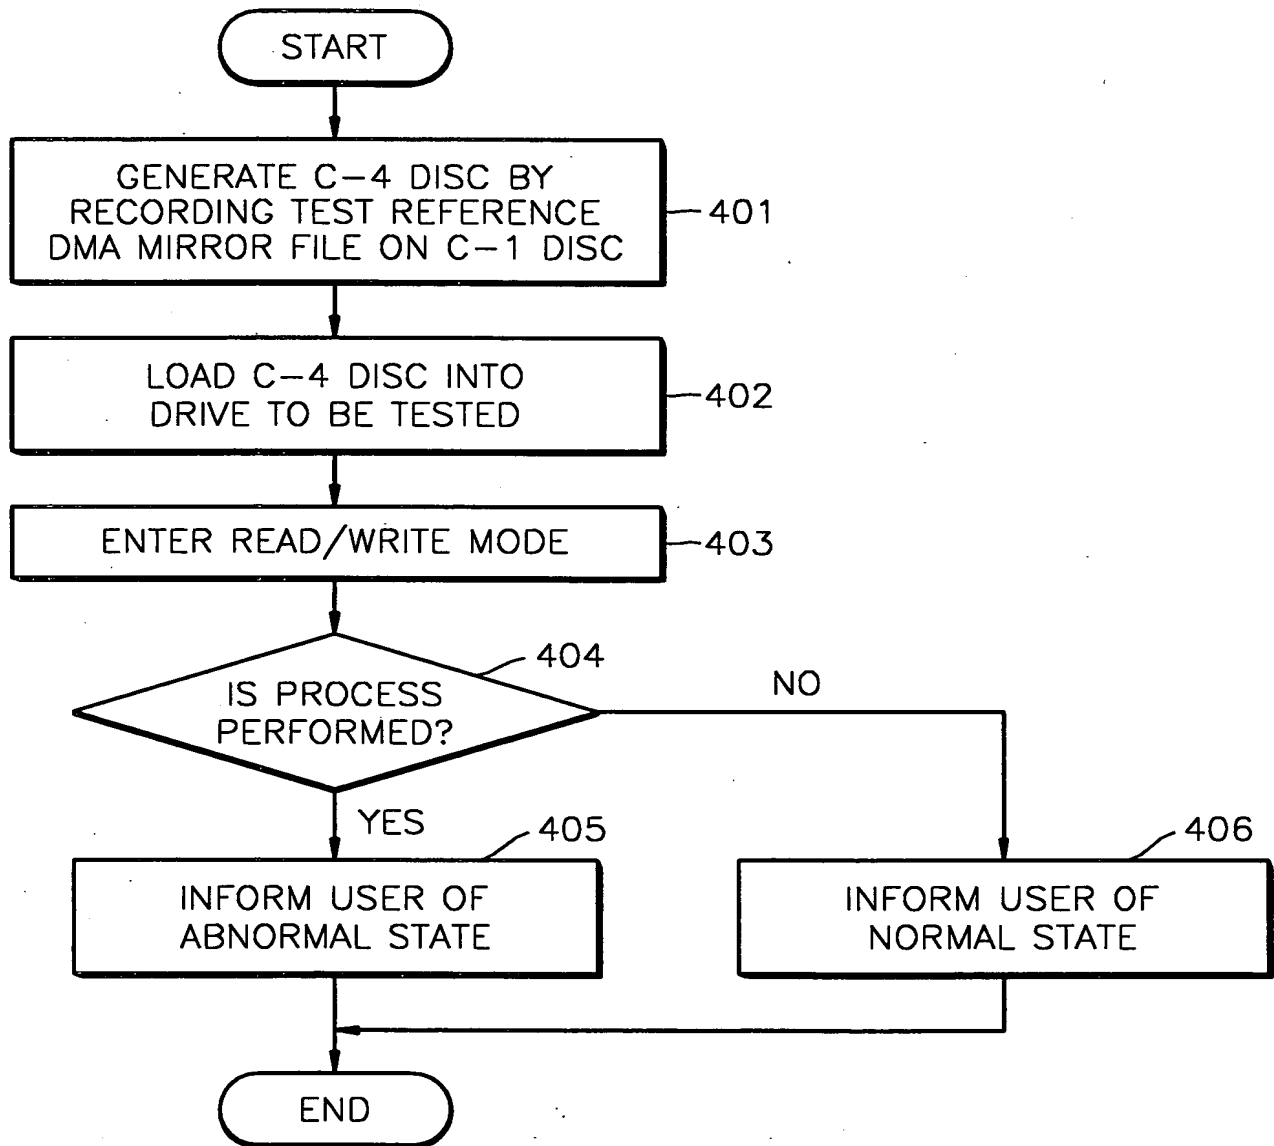 START
GENERATE C-4 DISC BY
RECORDING TEST REFERENCE
DMA MIRROR FILE ON C-1 DISC
401
LOAD C-4 DISC INTO
DRIVE TO BE TESTED
402
ENTER READ/WRITE MODE
403
404
IS PROCESS
PERFORMED?
NO
YES
405
406
INFORM USER OF
ABNORMAL STATE
INFORM USER OF
NORMAL STATE
END